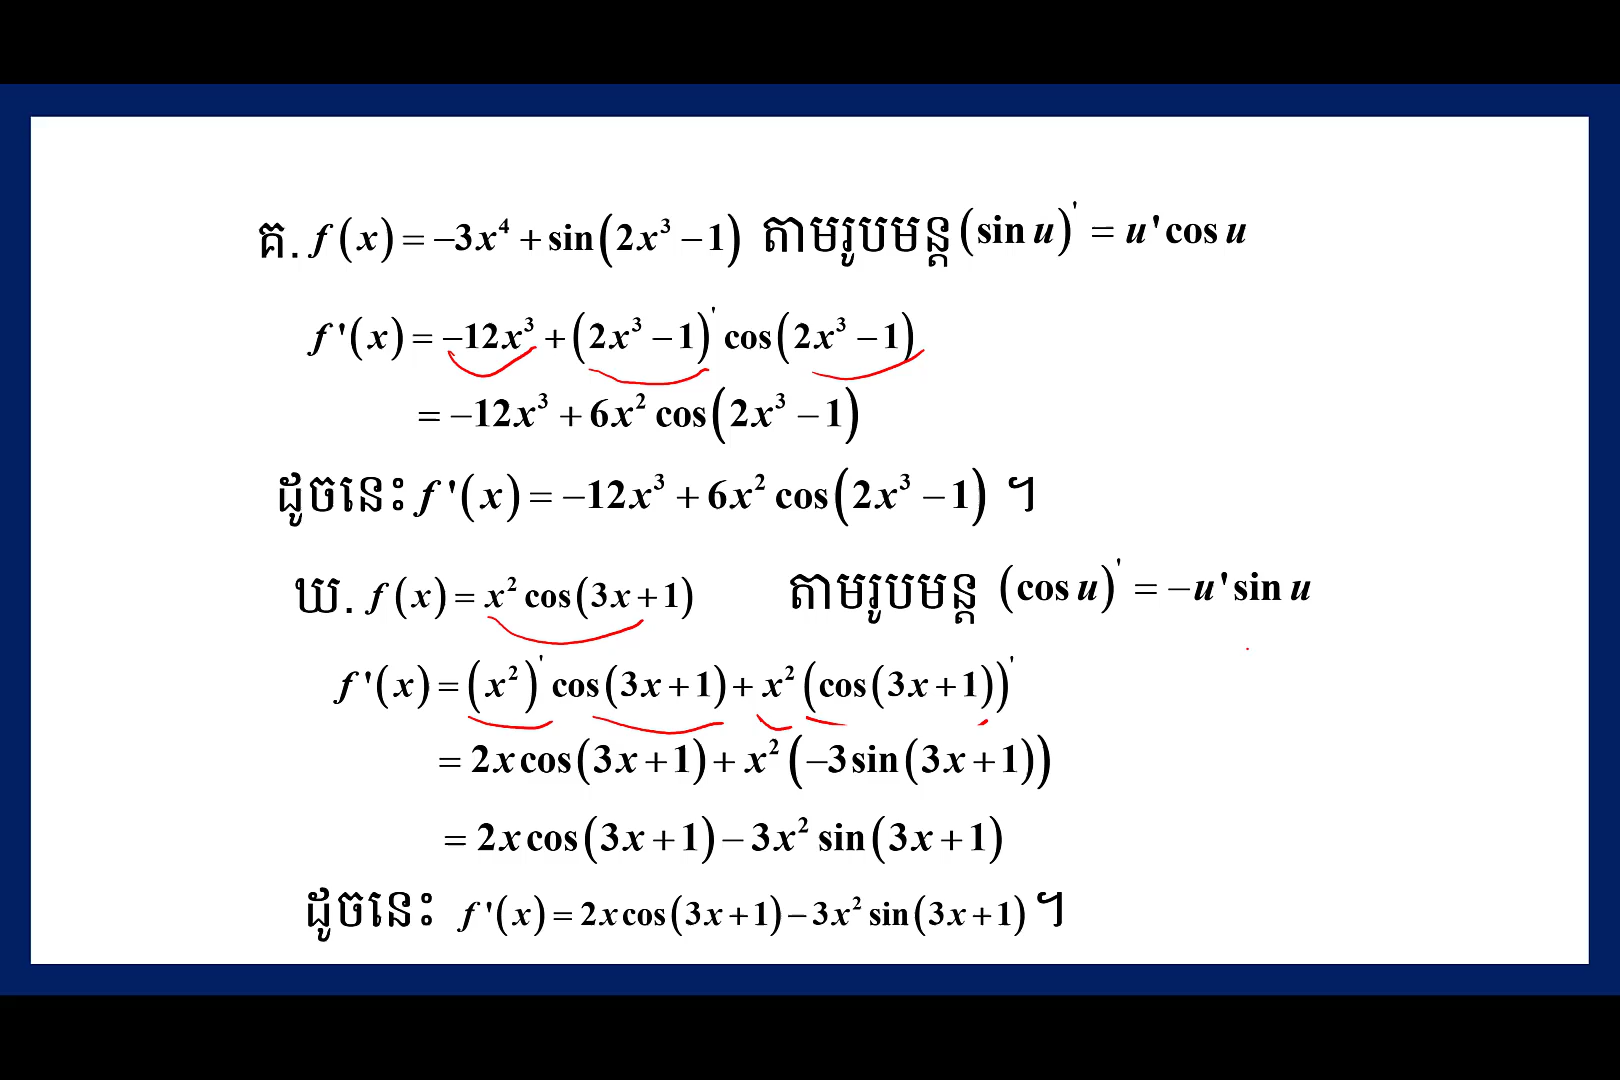 គ. f(x) = −3x⁴ + sin(2x³ − 1) តាមរូបមន្ត (sin u)' = u' cos u
f'(x) = −12x³ + (2x³ − 1)' cos(2x³ − 1)
= −12x³ + 6x² cos(2x³ − 1)
ដូចនេះ f'(x) = −12x³ + 6x² cos(2x³ − 1) ។
ឃ. f(x) = x² cos(3x + 1) តាមរូបមន្ត (cos u)' = −u' sin u
f'(x) = (x²)' cos(3x + 1) + x² (cos(3x + 1))'
= 2x cos(3x + 1) + x² (−3 sin(3x + 1))
= 2x cos(3x + 1) − 3x² sin(3x + 1)
ដូចនេះ f'(x) = 2x cos(3x + 1) − 3x² sin(3x + 1) ។